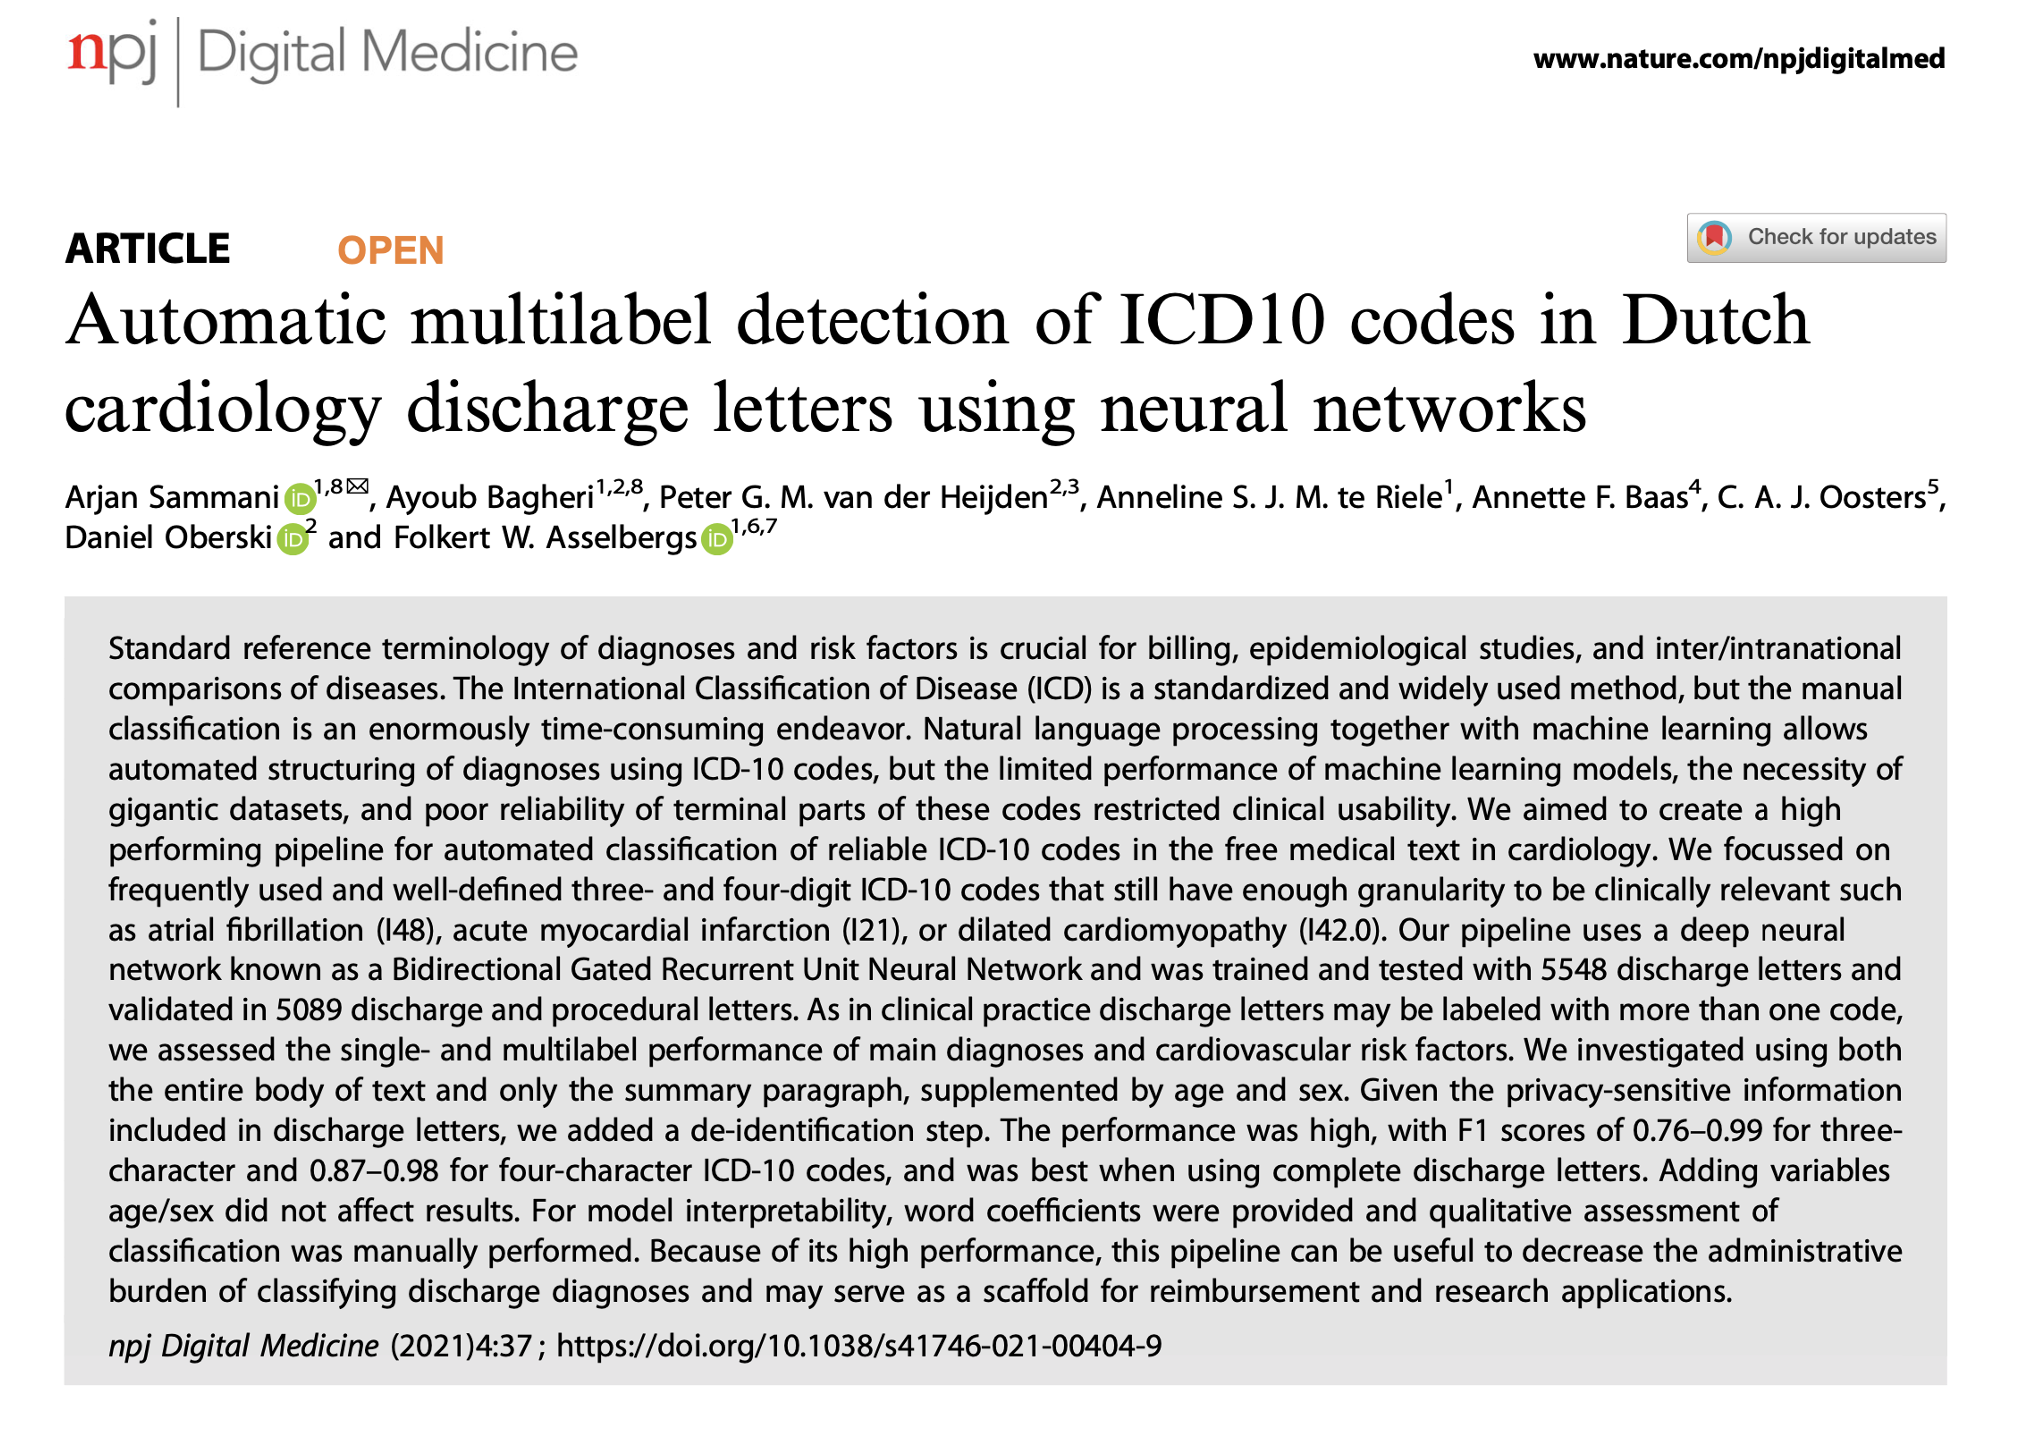 npj | Digital Medicine
www.nature.com/npjdigitalmed
ARTICLE OPEN
Check for updates
Automatic multilabel detection of ICD10 codes in Dutch
cardiology discharge letters using neural networks
Arjan Sammani iD 1,8✉, Ayoub Bagheri1,2,8, Peter G. M. van der Heijden2,3, Anneline S. J. M. te Riele1, Annette F. Baas4, C. A. J. Oosters5,
Daniel Oberski iD 2 and Folkert W. Asselbergs iD 1,6,7
Standard reference terminology of diagnoses and risk factors is crucial for billing, epidemiological studies, and inter/intranational
comparisons of diseases. The International Classification of Disease (ICD) is a standardized and widely used method, but the manual
classification is an enormously time-consuming endeavor. Natural language processing together with machine learning allows
automated structuring of diagnoses using ICD-10 codes, but the limited performance of machine learning models, the necessity of
gigantic datasets, and poor reliability of terminal parts of these codes restricted clinical usability. We aimed to create a high
performing pipeline for automated classification of reliable ICD-10 codes in the free medical text in cardiology. We focussed on
frequently used and well-defined three- and four-digit ICD-10 codes that still have enough granularity to be clinically relevant such
as atrial fibrillation (I48), acute myocardial infarction (I21), or dilated cardiomyopathy (I42.0). Our pipeline uses a deep neural
network known as a Bidirectional Gated Recurrent Unit Neural Network and was trained and tested with 5548 discharge letters and
validated in 5089 discharge and procedural letters. As in clinical practice discharge letters may be labeled with more than one code,
we assessed the single- and multilabel performance of main diagnoses and cardiovascular risk factors. We investigated using both
the entire body of text and only the summary paragraph, supplemented by age and sex. Given the privacy-sensitive information
included in discharge letters, we added a de-identification step. The performance was high, with F1 scores of 0.76–0.99 for three-
character and 0.87–0.98 for four-character ICD-10 codes, and was best when using complete discharge letters. Adding variables
age/sex did not affect results. For model interpretability, word coefficients were provided and qualitative assessment of
classification was manually performed. Because of its high performance, this pipeline can be useful to decrease the administrative
burden of classifying discharge diagnoses and may serve as a scaffold for reimbursement and research applications.
npj Digital Medicine (2021)4:37 ; https://doi.org/10.1038/s41746-021-00404-9